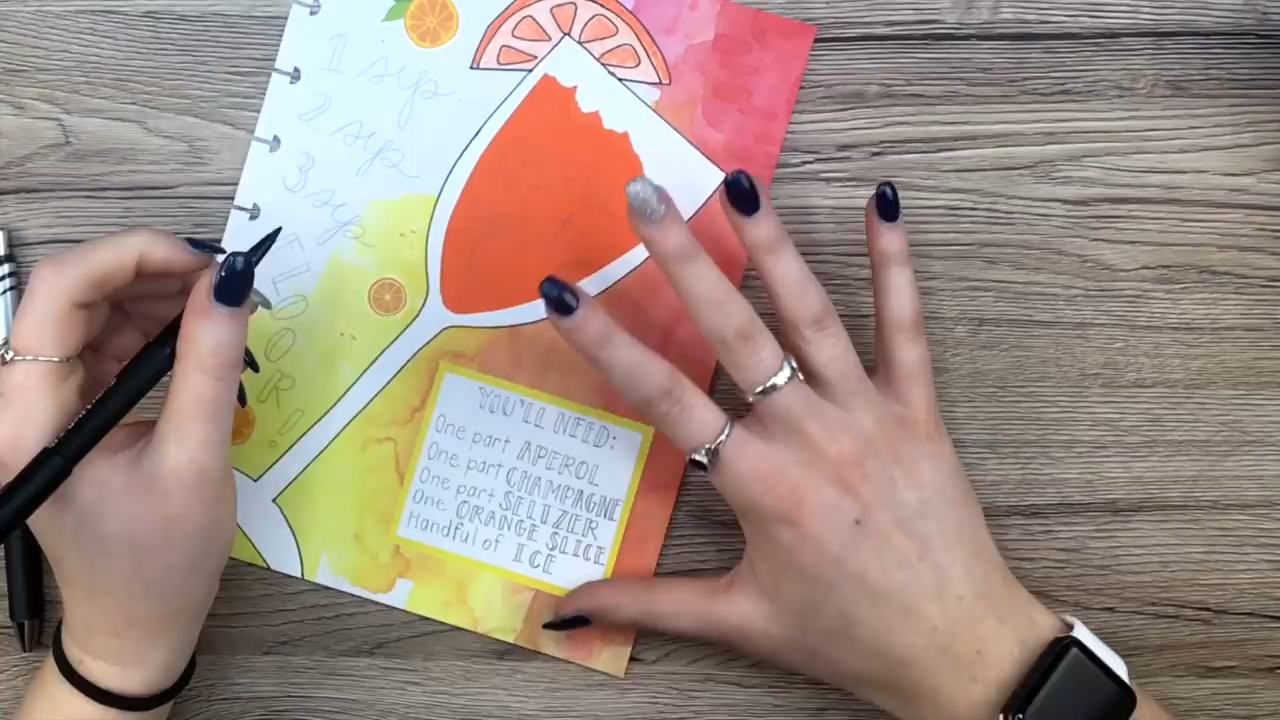 1 sip
2 sip
3 sip
FLOOR!
YOU'LL NEED:
One part APEROL
One part CHAMPAGNE
One part SELTZER
One ORANGE SLICE
Handful of ICE